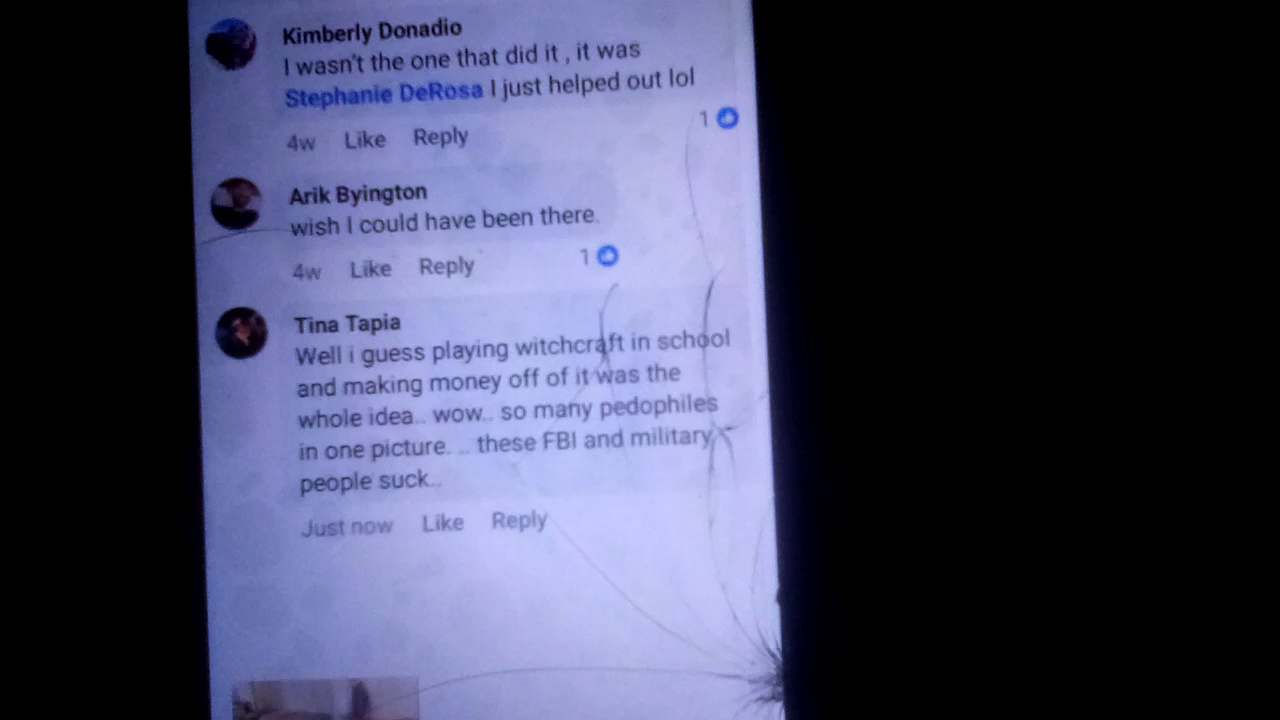 Kimberly Donadio
I wasn't the one that did it , it was
Stephanie DeRosa I just helped out lol
1
4w Like Reply
Arik Byington
wish I could have been there.
4w Like Reply 1
Tina Tapia
Well i guess playing witchcraft in school
and making money off of it was the
whole idea.. wow.. so many pedophiles
in one picture. .. these FBI and military
people suck..
Just now Like Reply